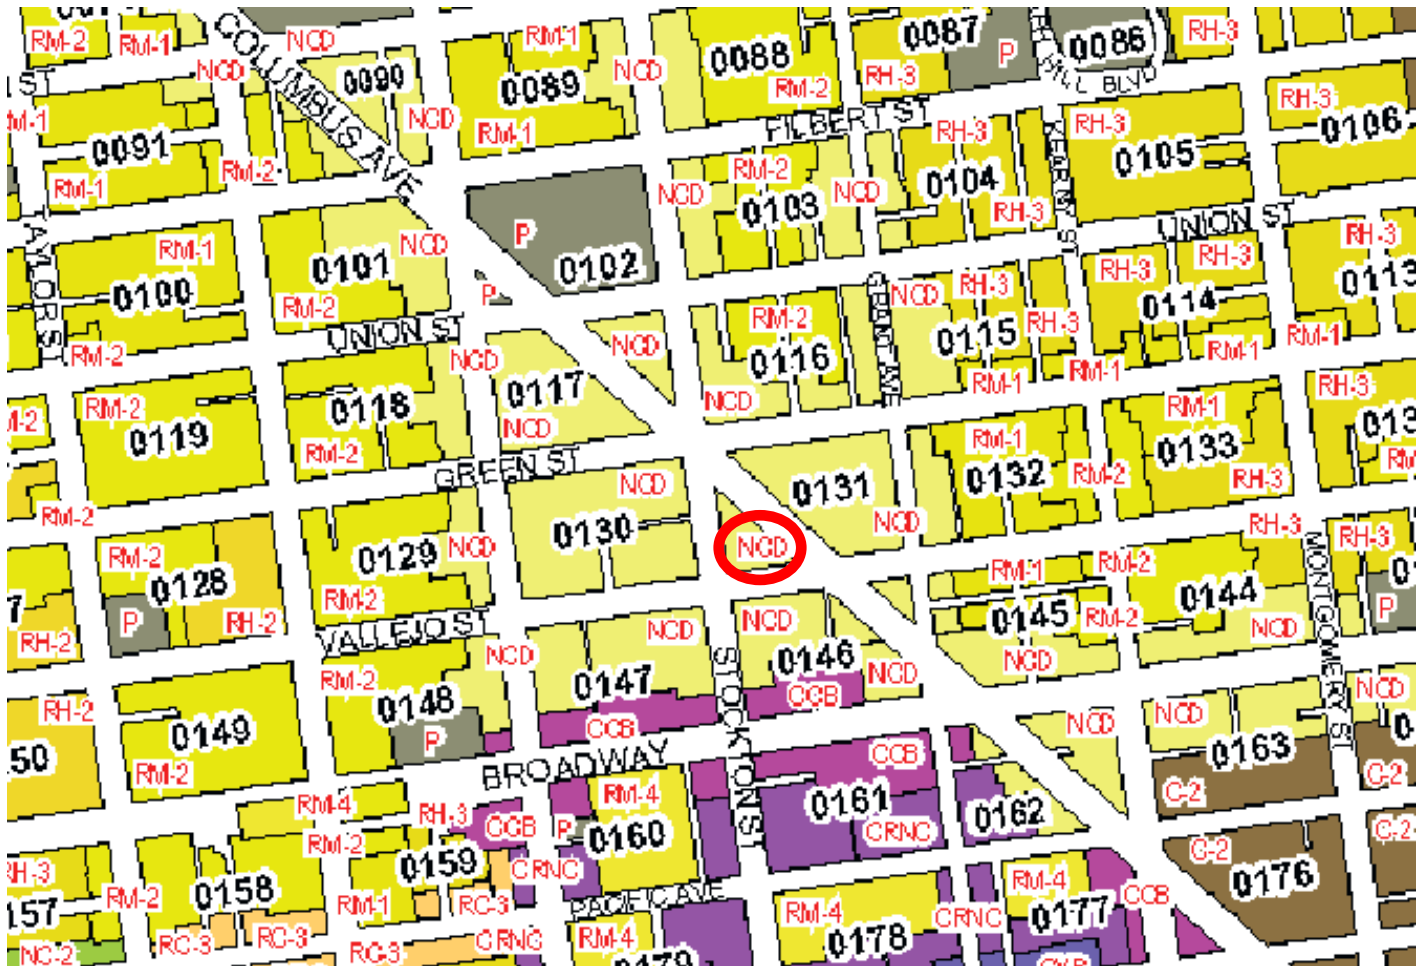 RM-2
RM-1
COLUMBUS AVE
NCD
RM-1
0089
NCD
0088
RM-2
0087
P
RH-3
0086
RH-3
ST
NCD
0090
NCD
RM-1
FILBERT ST
BLVD
RH-3
0106
RM-1
0091
RM-1
RM-2
RM-2
NCD
0103
NCD
RH-3
0104
RH-3
KEARNY ST
RH-3
0105
UNION ST
TAYLOR ST
RM-1
0100
RM-2
0101
NCD
RM-2
P
0102
P
UNION ST
RH-3
0113
RH-3
RH-3
0114
RM-1
RM-1
NCD
GRANT AVE
RH-3
0115
RH-3
RM-1
RM-1
RM-2
0116
NCD
NCD
NCD
0117
NCD
0118
RM-2
RM-2
0119
GREEN ST
NCD
0130
0131
NCD
NCD
RM-1
0132
RM-2
RM-1
0133
RH-3
RH-3
RM-2
RM-2
0128
P
RH-2
RH-2
0129
NCD
RM-2
VALLEJO ST
RM-1
0145
RM-2
NCD
0144
NCD
RH-3
MONTGOMERY ST
RH-3
P
NCD
0147
NCD
CCB
STOCKTON ST
NCD
0146
CCB
NCD
RM-2
0148
P
RH-2
0149
RM-2
BROADWAY
NCD
NCD
0163
C-2
NCD
C-2
RM-4
RM-2
RH-3
CCB
P
RM-4
0160
CCB
0161
CRNC
0162
C-2
0176
C-2
RH-3
RM-2
0158
RM-1
0159
RC-3
CRNC
PACIFIC AVE
RM-4
0178
CRNC
RM-4
0177
CCB
NC-2
RC-3
RC-3
RC-3
CRNC
RM-4
0179